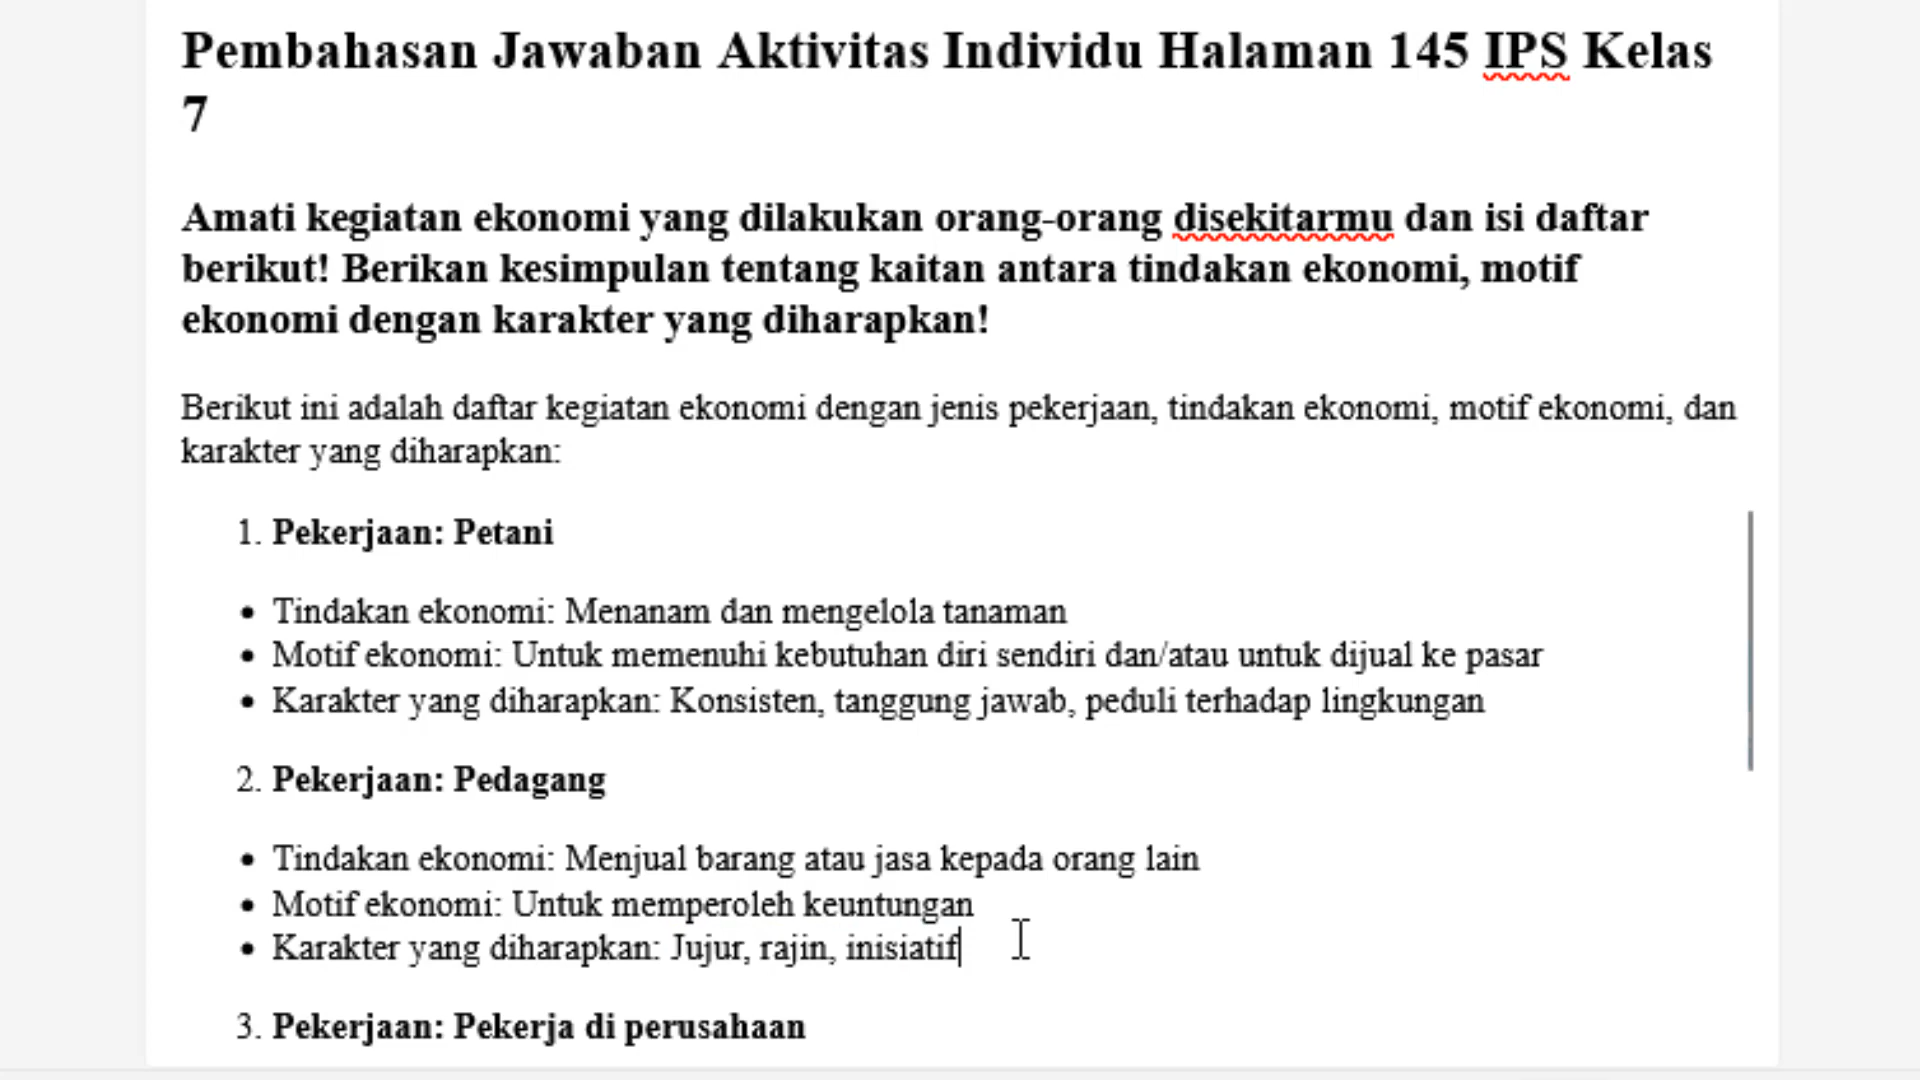 Pembahasan Jawaban Aktivitas Individu Halaman 145 IPS Kelas
7
Amati kegiatan ekonomi yang dilakukan orang-orang disekitarmu dan isi daftar
berikut! Berikan kesimpulan tentang kaitan antara tindakan ekonomi, motif
ekonomi dengan karakter yang diharapkan!
Berikut ini adalah daftar kegiatan ekonomi dengan jenis pekerjaan, tindakan ekonomi, motif ekonomi, dan
karakter yang diharapkan:
1. Pekerjaan: Petani
• Tindakan ekonomi: Menanam dan mengelola tanaman
• Motif ekonomi: Untuk memenuhi kebutuhan diri sendiri dan/atau untuk dijual ke pasar
• Karakter yang diharapkan: Konsisten, tanggung jawab, peduli terhadap lingkungan
2. Pekerjaan: Pedagang
• Tindakan ekonomi: Menjual barang atau jasa kepada orang lain
• Motif ekonomi: Untuk memperoleh keuntungan
• Karakter yang diharapkan: Jujur, rajin, inisiatif
3. Pekerjaan: Pekerja di perusahaan